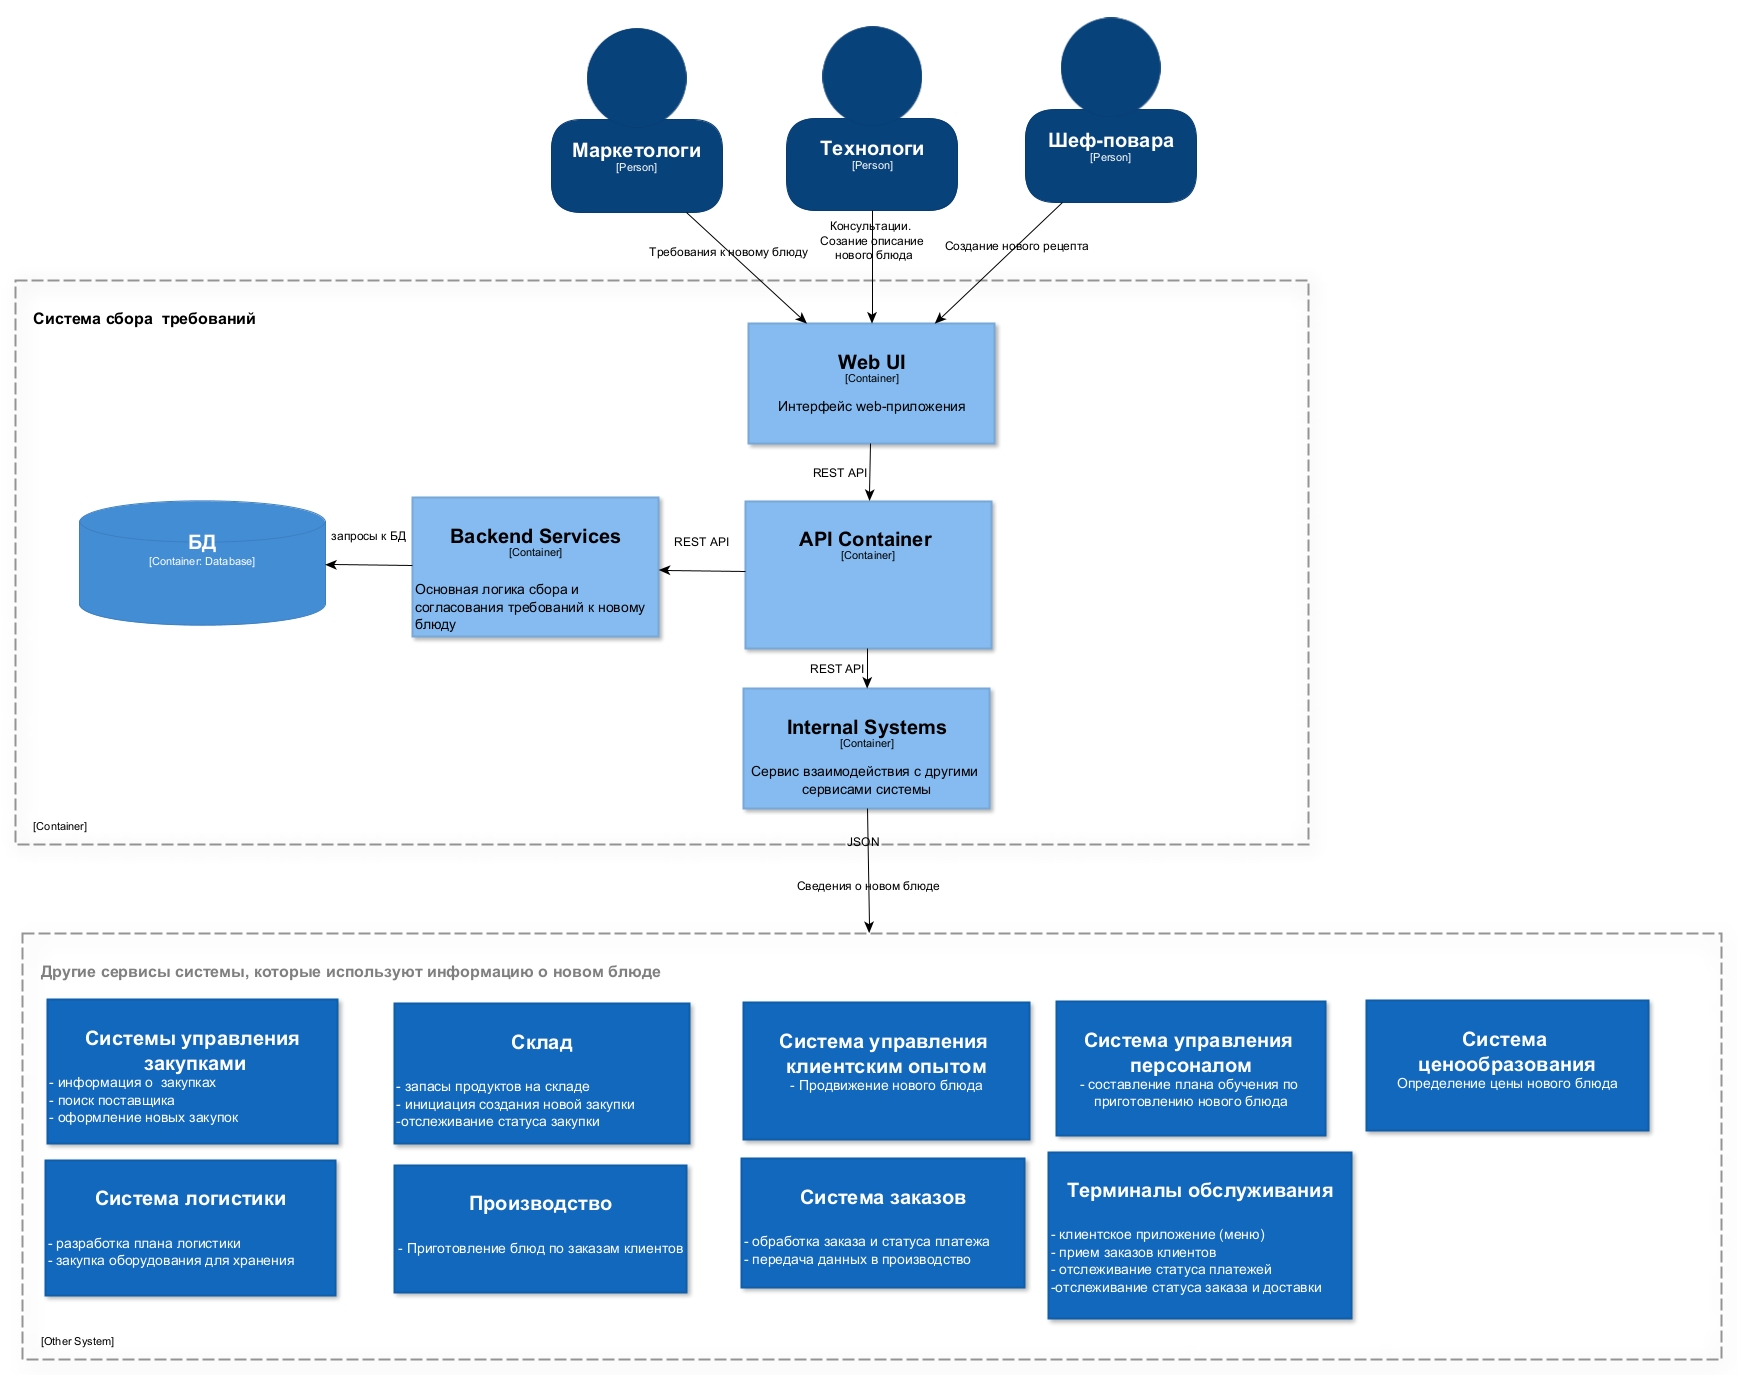 Маркетологи
[Person]
Технологи
[Person]
Шеф-повара
[Person]
Требования к новому блюду
Консультации.
Созание описание
нового блюда
Создание нового рецепта
Система сбора  требований
Web UI
[Container]
Интерфейс web-приложения
REST API
БД
[Container: Database]
запросы к БД
Backend Services
[Container]
Основная логика сбора и
согласования требований к новому
блюду
REST API
API Container
[Container]
REST API
Internal Systems
[Container]
Сервис взаимодействия с другими
сервисами системы
[Container]
JSON
Сведения о новом блюде
Другие сервисы системы, которые используют информацию о новом блюде
Системы управления
закупками
- информация о  закупках
- поиск поставщика
- оформление новых закупок
Склад
- запасы продуктов на складе
- инициация создания новой закупки
-отслеживание статуса закупки
Система управления
клиентским опытом
- Продвижение нового блюда
Система управления
персоналом
- составление плана обучения по
приготовлению нового блюда
Система
ценообразования
Определение цены нового блюда
Система логистики
- разработка плана логистики
- закупка оборудования для хранения
Производство
- Приготовление блюд по заказам клиентов
Система заказов
- обработка заказа и статуса платежа
- передача данных в производство
Терминалы обслуживания
- клиентское приложение (меню)
- прием заказов клиентов
- отслеживание статуса платежей
-отслеживание статуса заказа и доставки
[Other System]